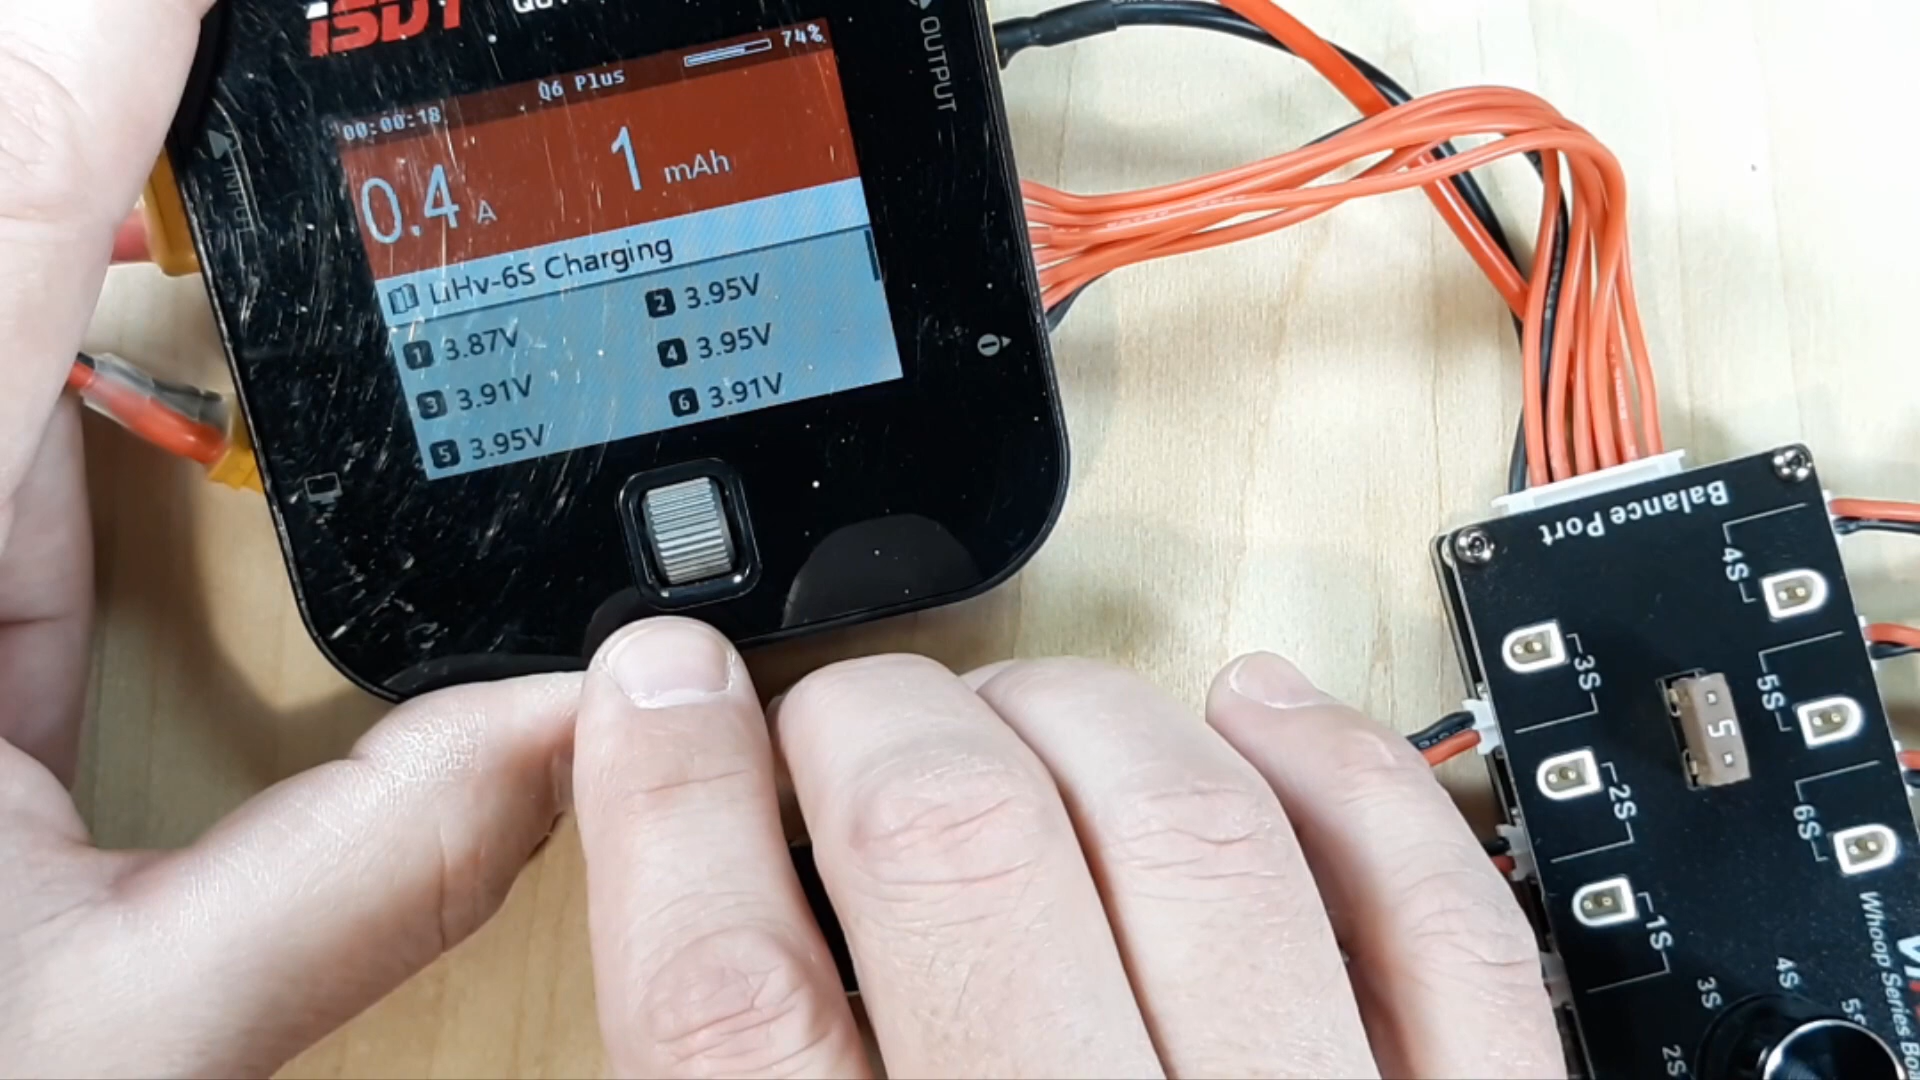 iSDT
OUTPUT
74%
Q6 Plus
00:00:18
0.4 A
1 mAh
LiHv-6S Charging
1 3.87V
2 3.95V
3 3.91V
4 3.95V
5 3.95V
6 3.91V
Balance Port
4S
3S
5S
5
2S
6S
1S
Whoop Series
4S
3S
2S